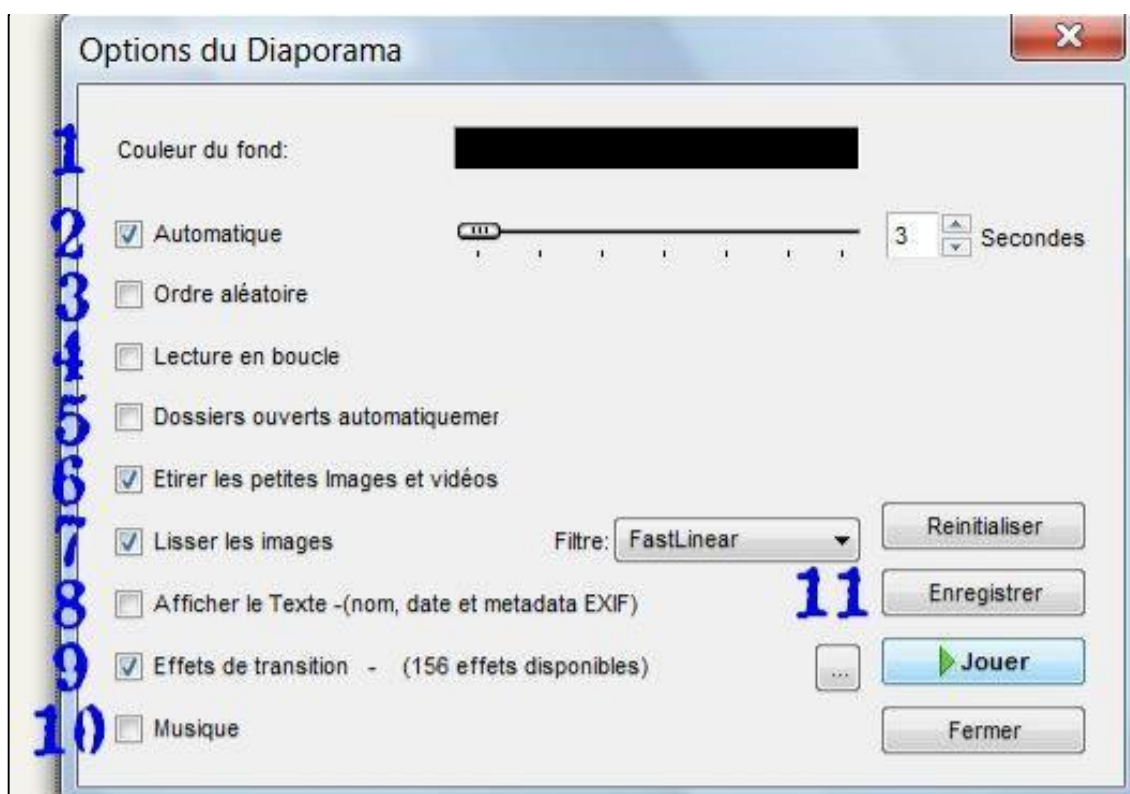 Options du Diaporama
1 Couleur du fond:
2 Automatique 3 Secondes
3 Ordre aléatoire
4 Lecture en boucle
5 Dossiers ouverts automatiquemer
6 Etirer les petites Images et vidéos
7 Lisser les images Filtre: FastLinear Reinitialiser
8 Afficher le Texte -(nom, date et metadata EXIF) 11 Enregistrer
9 Effets de transition - (156 effets disponibles) ... Jouer
10 Musique Fermer